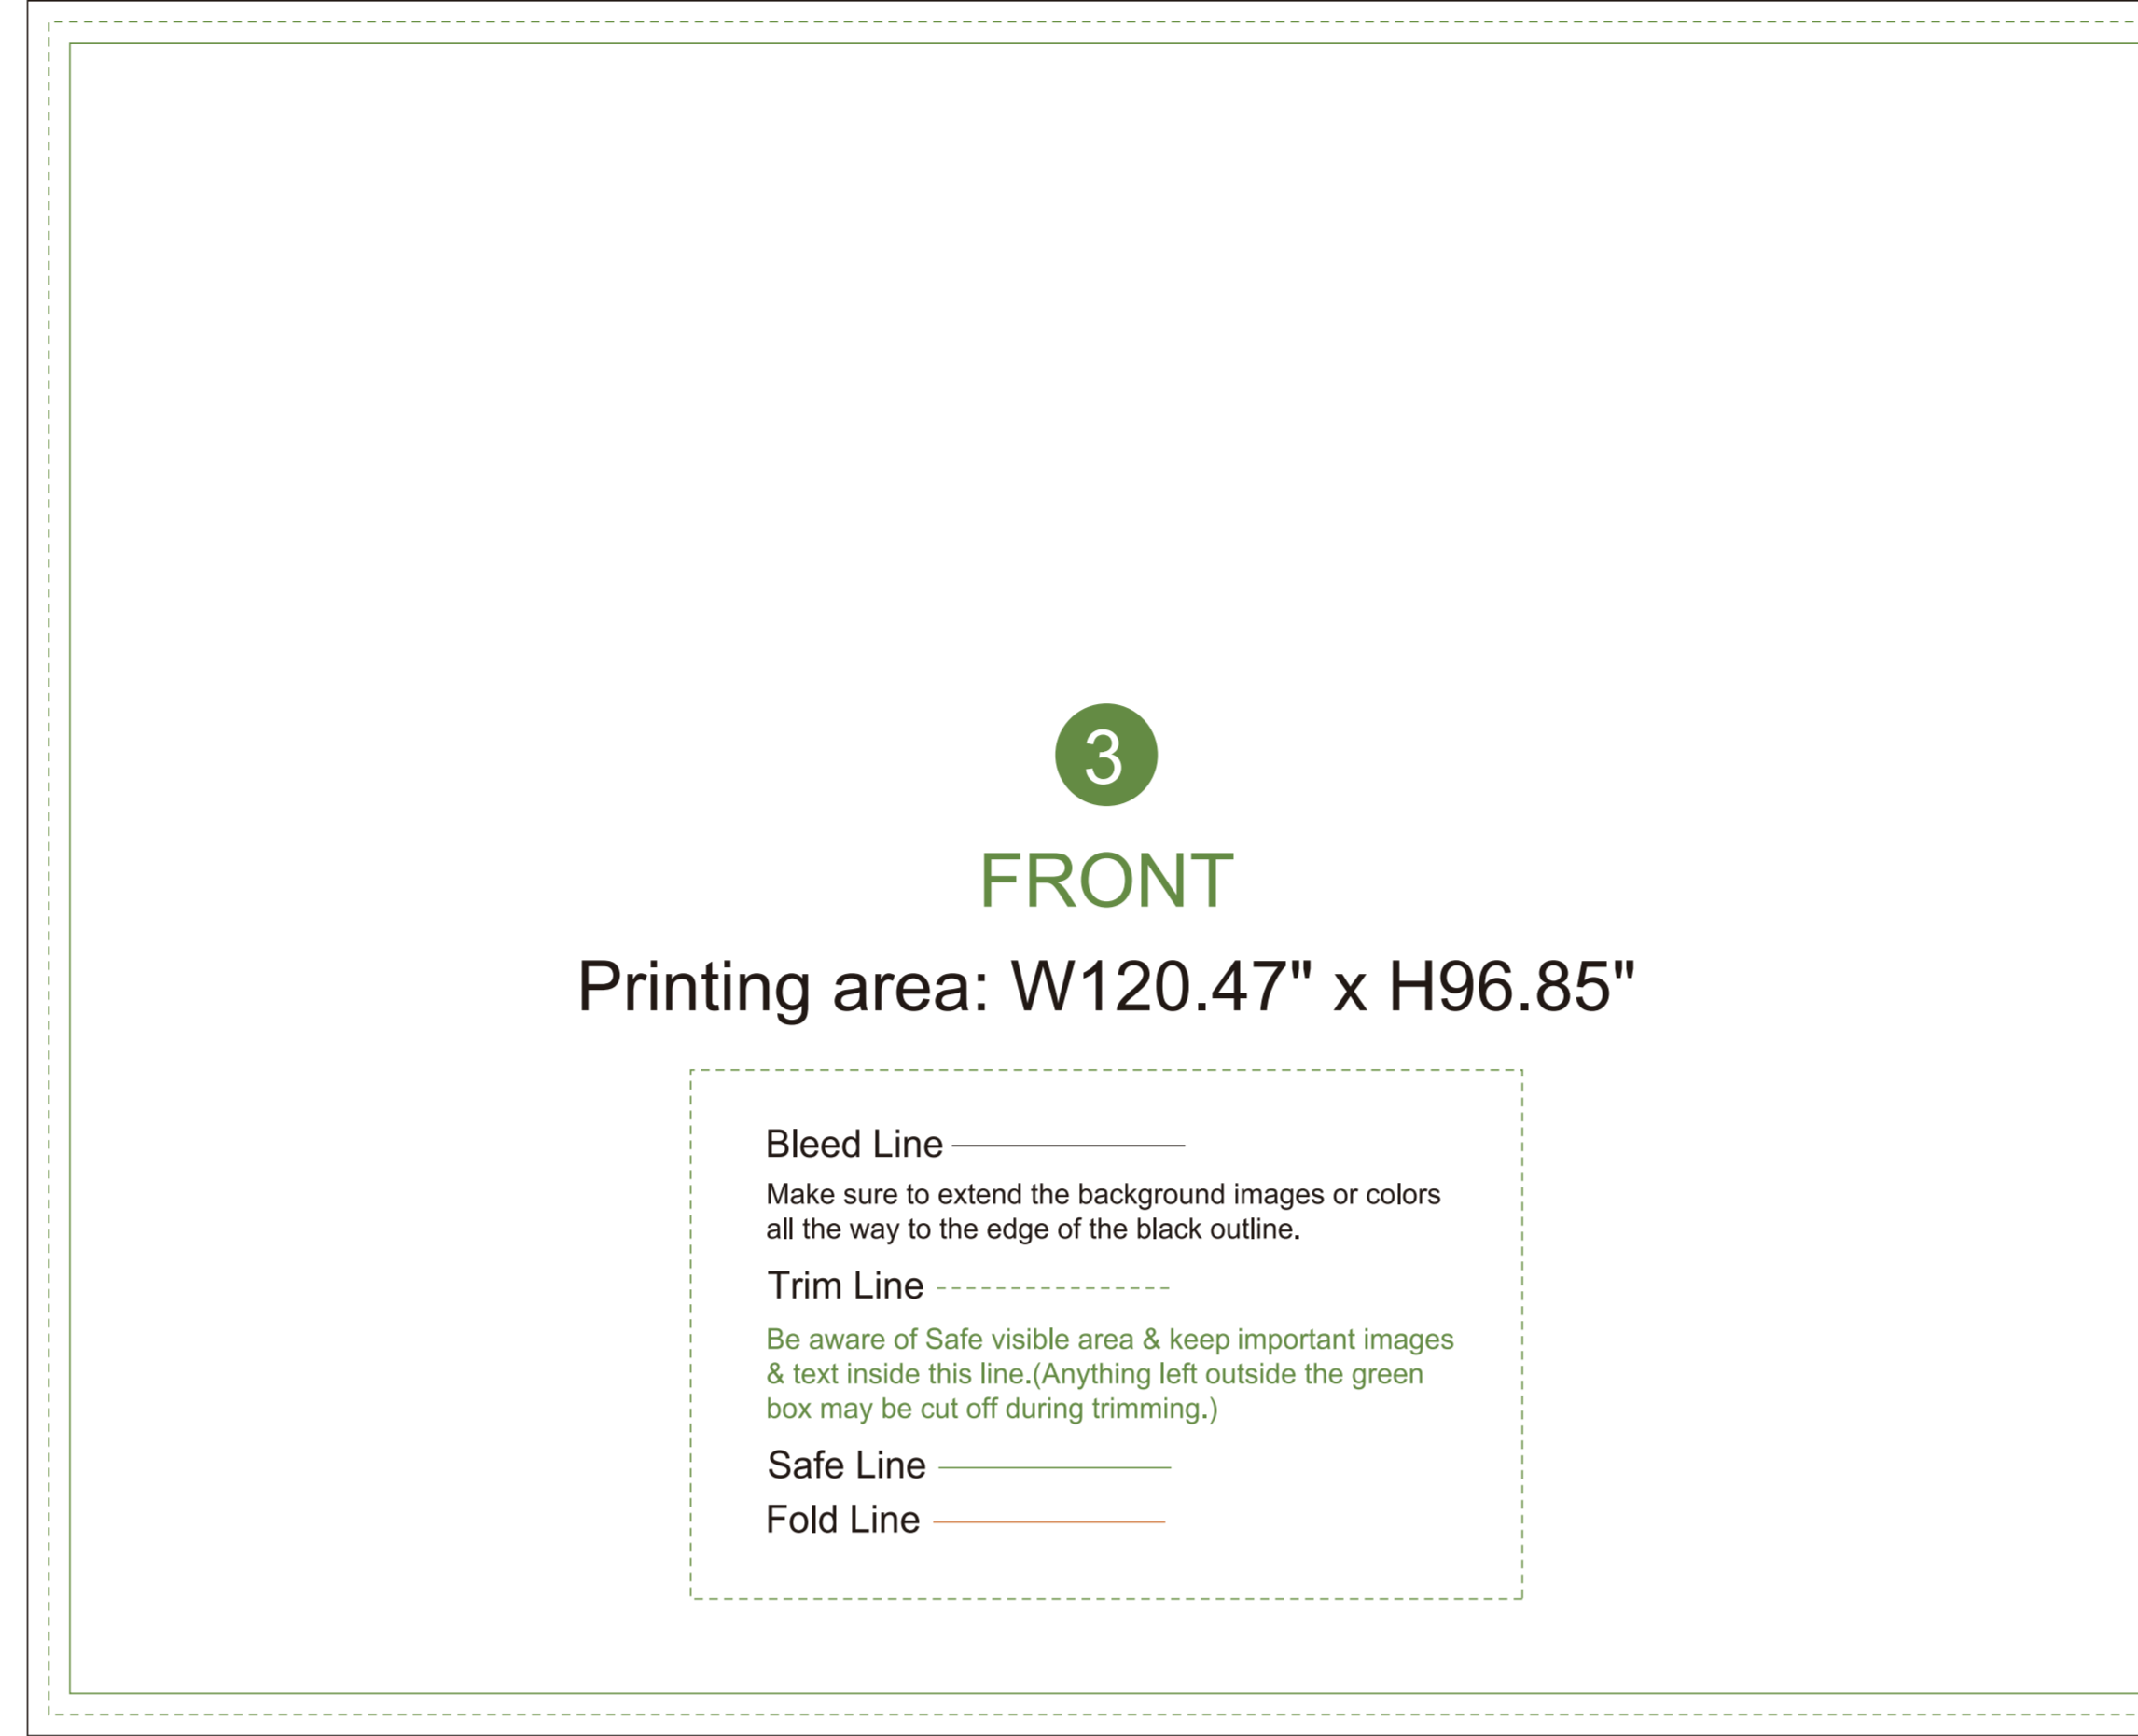 3
FRONT
Printing area: W120.47" x H96.85"
Bleed Line
Make sure to extend the background images or colors
all the way to the edge of the black outline.
Trim Line
Be aware of Safe visible area & keep important images
& text inside this line.(Anything left outside the green
box may be cut off during trimming.)
Safe Line
Fold Line